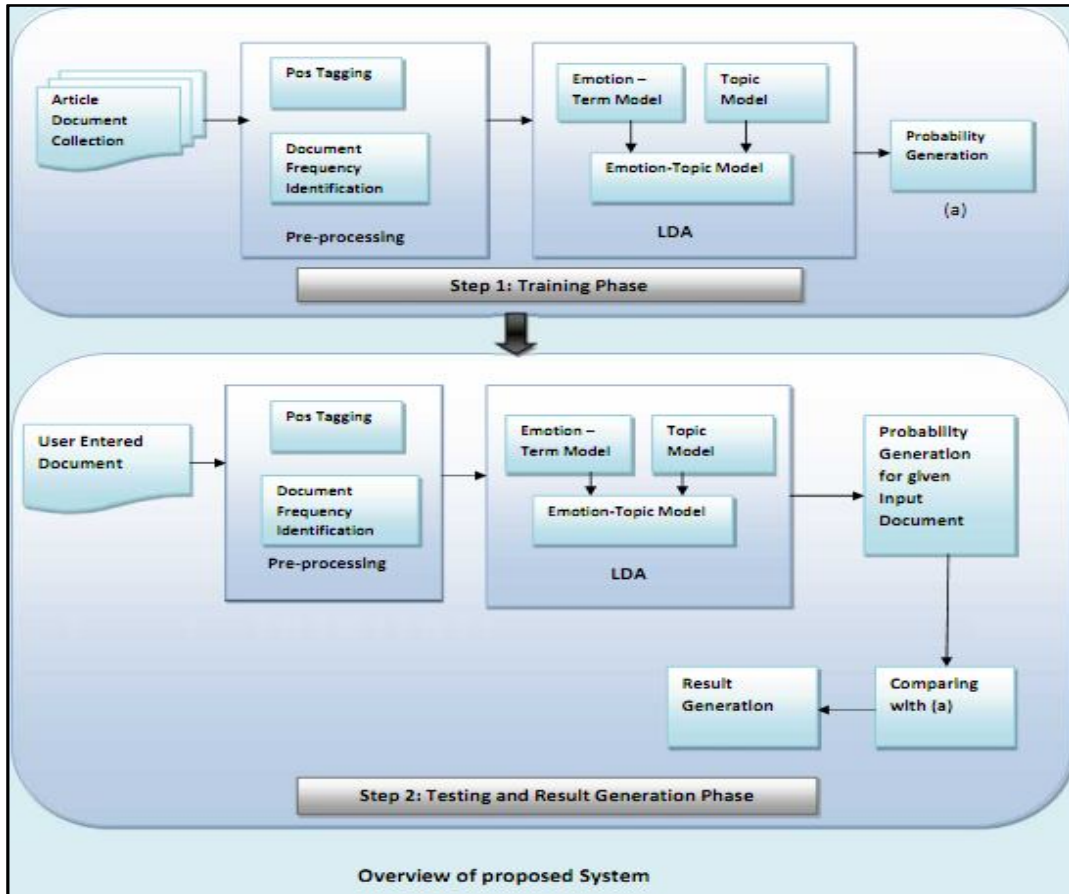 Article
Document
Collection
Pos Tagging
Document
Frequency
Identification
Pre-processing
Emotion –
Term Model
Topic
Model
Emotion-Topic Model
LDA
Probability
Generation
(a)
Step 1: Training Phase
User Entered
Document
Pos Tagging
Document
Frequency
Identification
Pre-processing
Emotion –
Term Model
Topic
Model
Emotion-Topic Model
LDA
Probability
Generation
for given
Input
Document
Comparing
with (a)
Result
Generation
Step 2: Testing and Result Generation Phase
Overview of proposed System